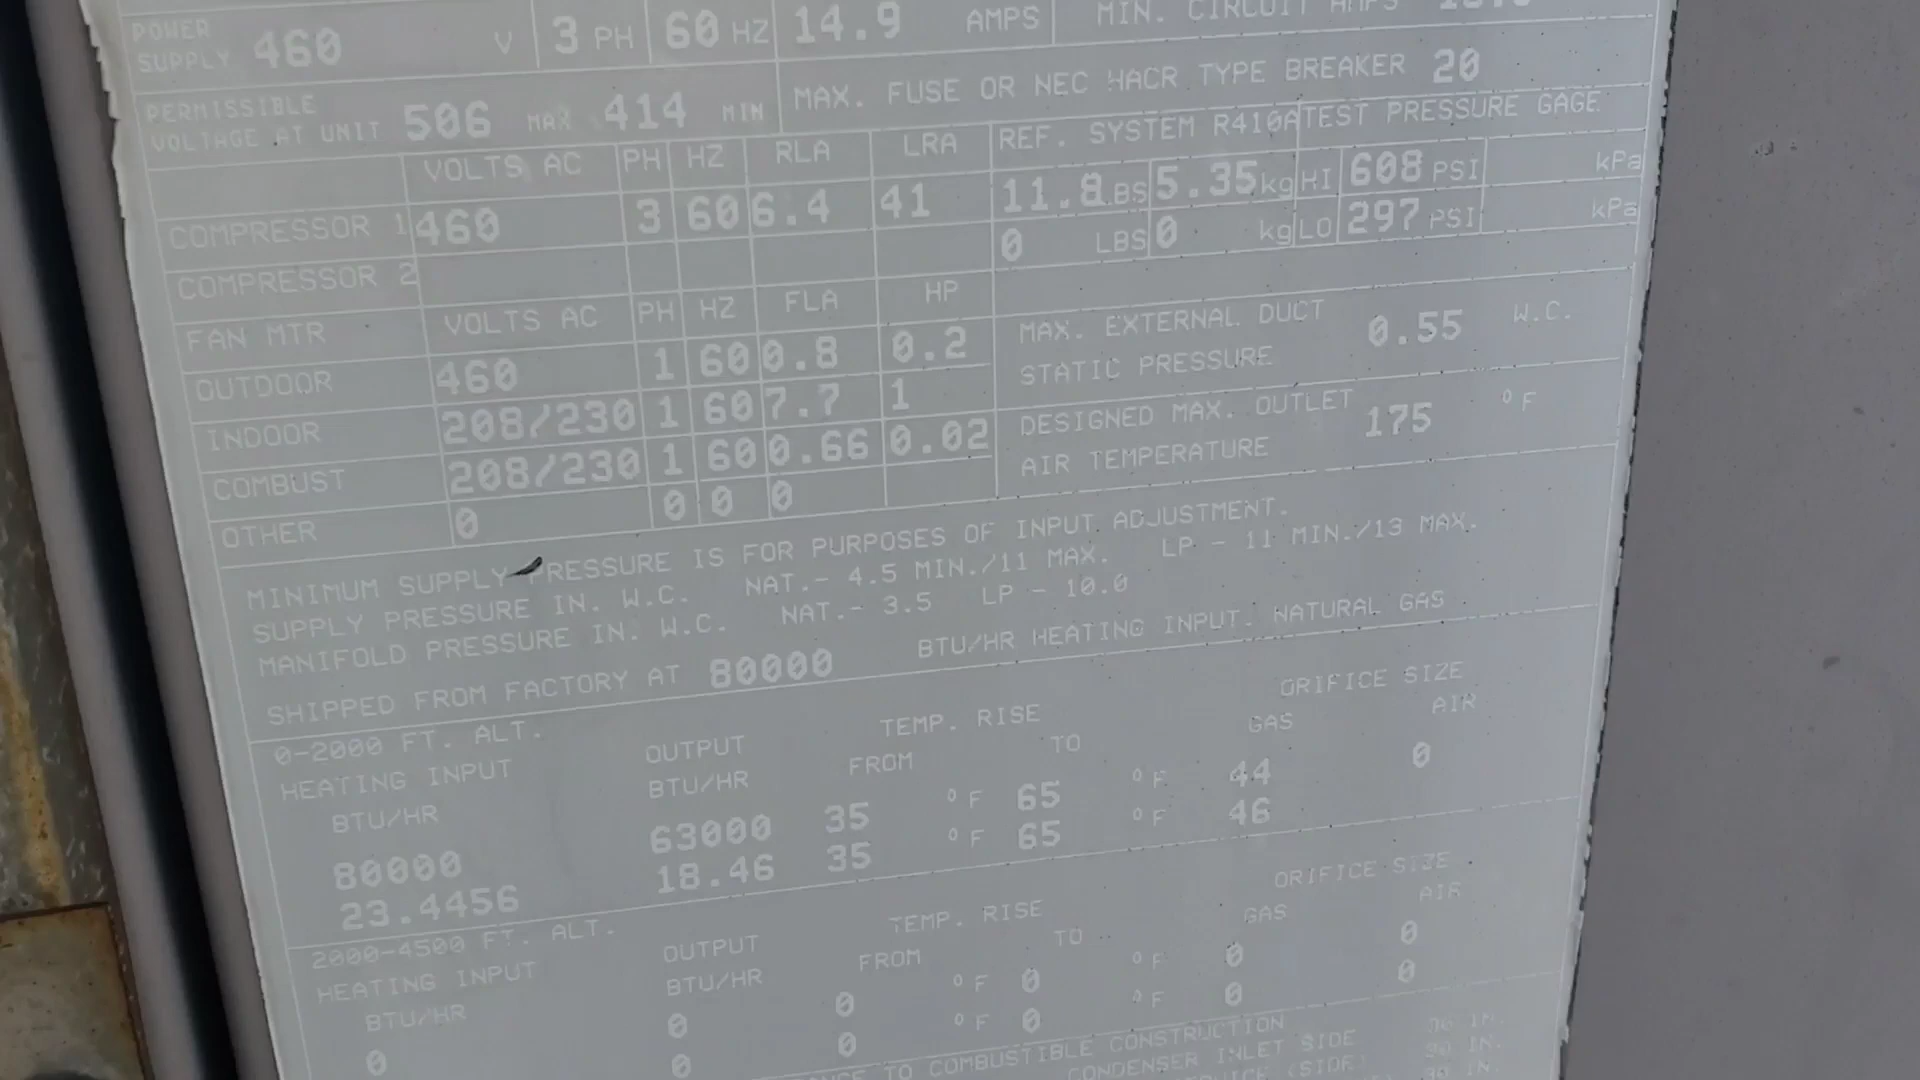 POWER
SUPPLY 460 V 3 PH 60 HZ 14.9 AMPS MIN. CIRCUIT AMPS
PERMISSIBLE
VOLTAGE AT UNIT 506 MAX 414 MIN MAX. FUSE OR NEC HACR TYPE BREAKER 20
VOLTS AC PH HZ RLA LRA REF. SYSTEM R410A TEST PRESSURE GAGE
COMPRESSOR 1 460 3 60 6.4 41 11.8 LBS 5.35 kg HI 608 PSI kPa
COMPRESSOR 2 0 LBS 0 kg LO 297 PSI kPa
FAN MTR VOLTS AC PH HZ FLA HP
OUTDOOR 460 1 60 0.8 0.2 MAX. EXTERNAL DUCT
STATIC PRESSURE 0.55 W.C.
INDOOR 208/230 1 60 7.7 1
COMBUST 208/230 1 60 0.66 0.02 DESIGNED MAX. OUTLET
AIR TEMPERATURE 175 °F
OTHER 0 0 0 0
MINIMUM SUPPLY PRESSURE IS FOR PURPOSES OF INPUT ADJUSTMENT.
SUPPLY PRESSURE IN. W.C. NAT.- 4.5 MIN./11 MAX. LP - 11 MIN./13 MAX.
MANIFOLD PRESSURE IN. W.C. NAT.- 3.5 LP - 10.0
SHIPPED FROM FACTORY AT 80000 BTU/HR HEATING INPUT. NATURAL GAS
0-2000 FT. ALT. TEMP. RISE ORIFICE SIZE
HEATING INPUT OUTPUT FROM TO GAS AIR
BTU/HR BTU/HR
80000 63000 35 °F 65 °F 44 0
23.4456 18.46 35 °F 65 °F 46
2000-4500 FT. ALT. TEMP. RISE ORIFICE SIZE
HEATING INPUT OUTPUT FROM TO GAS AIR
BTU/HR BTU/HR
0 0 0 °F 0 °F 0 0
0 0 °F 0 °F 0 0
TO COMBUSTIBLE CONSTRUCTION
CONDENSER INLET SIDE 30 IN.
(SIDE) 30 IN.